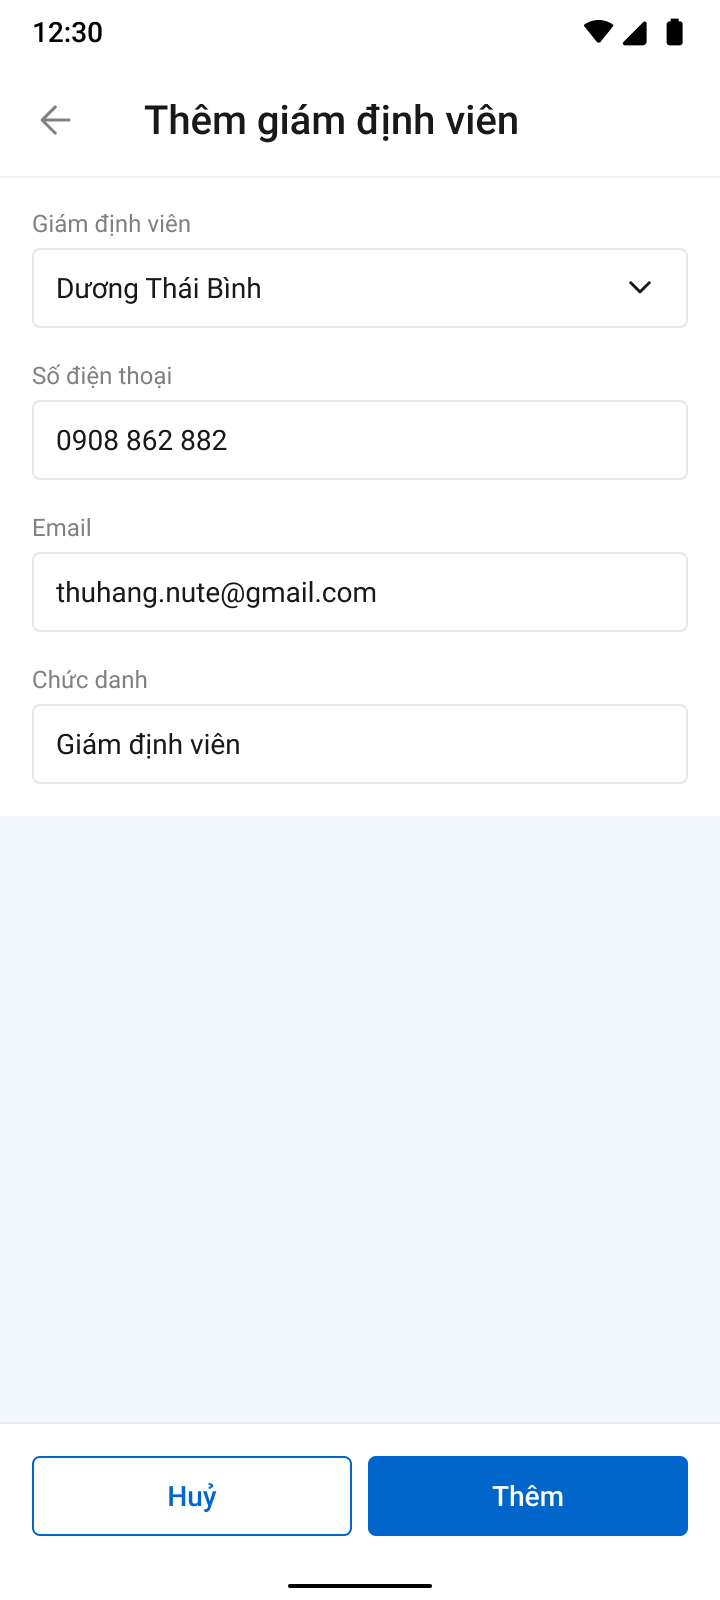 12:30
Thêm giám định viên
Giám định viên
Dương Thái Bình
Số điện thoại
0908 862 882
Email
thuhang.nute@gmail.com
Chức danh
Giám định viên
Huỷ
Thêm